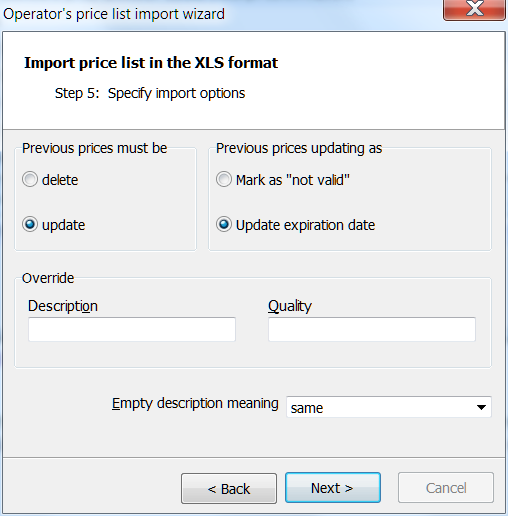 Operator's price list import wizard
Import price list in the XLS format
Step 5: Specify import options
Previous prices must be
delete
update
Previous prices updating as
Mark as "not valid"
Update expiration date
Override
Description
Quality
Empty description meaning same
< Back Next > Cancel